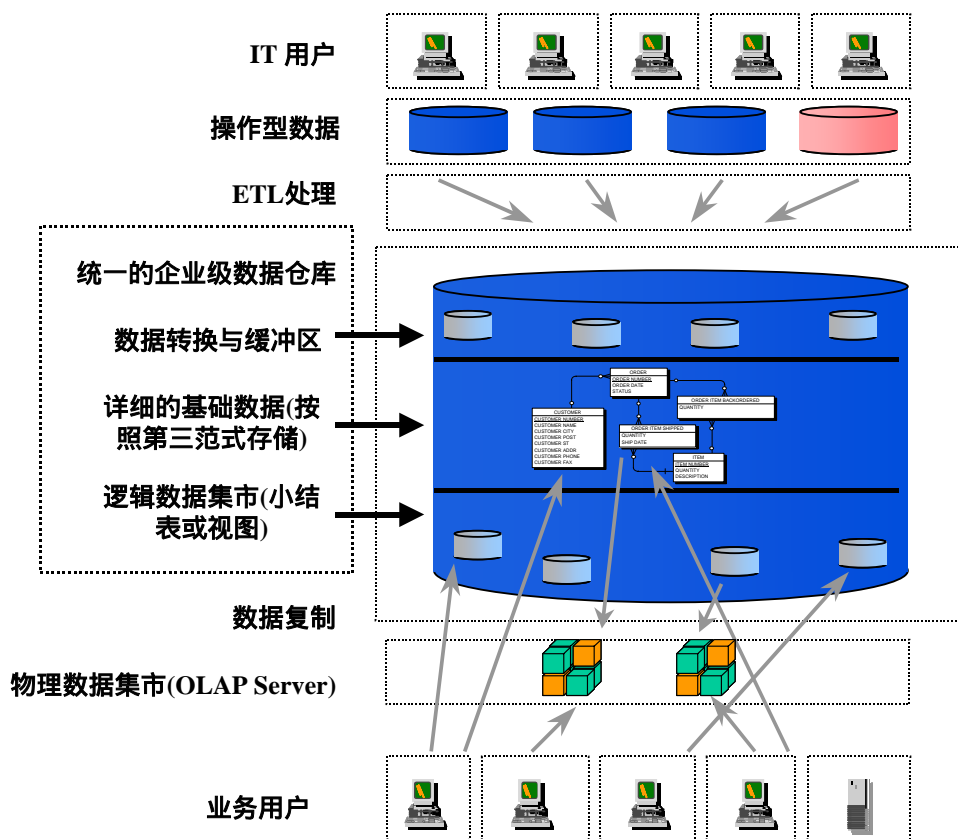 IT 用户
操作型数据
ETL处理
统一的企业级数据仓库
数据转换与缓冲区
详细的基础数据(按
照第三范式存储)
逻辑数据集市(小结
表或视图)
ORDER
ORDER NUMBER
ORDER DATE
STATUS
ORDER ITEM BACKORDERED
QUANTITY
CUSTOMER
CUSTOMER NUMBER
CUSTOMER NAME
CUSTOMER CITY
CUSTOMER POST
CUSTOMER ST
CUSTOMER ADDR
CUSTOMER PHONE
CUSTOMER FAX
ORDER ITEM SHIPPED
QUANTITY
SHIP DATE
ITEM
ITEM NUMBER
QUANTITY
DESCRIPTION
数据复制
物理数据集市(OLAP Server)
业务用户